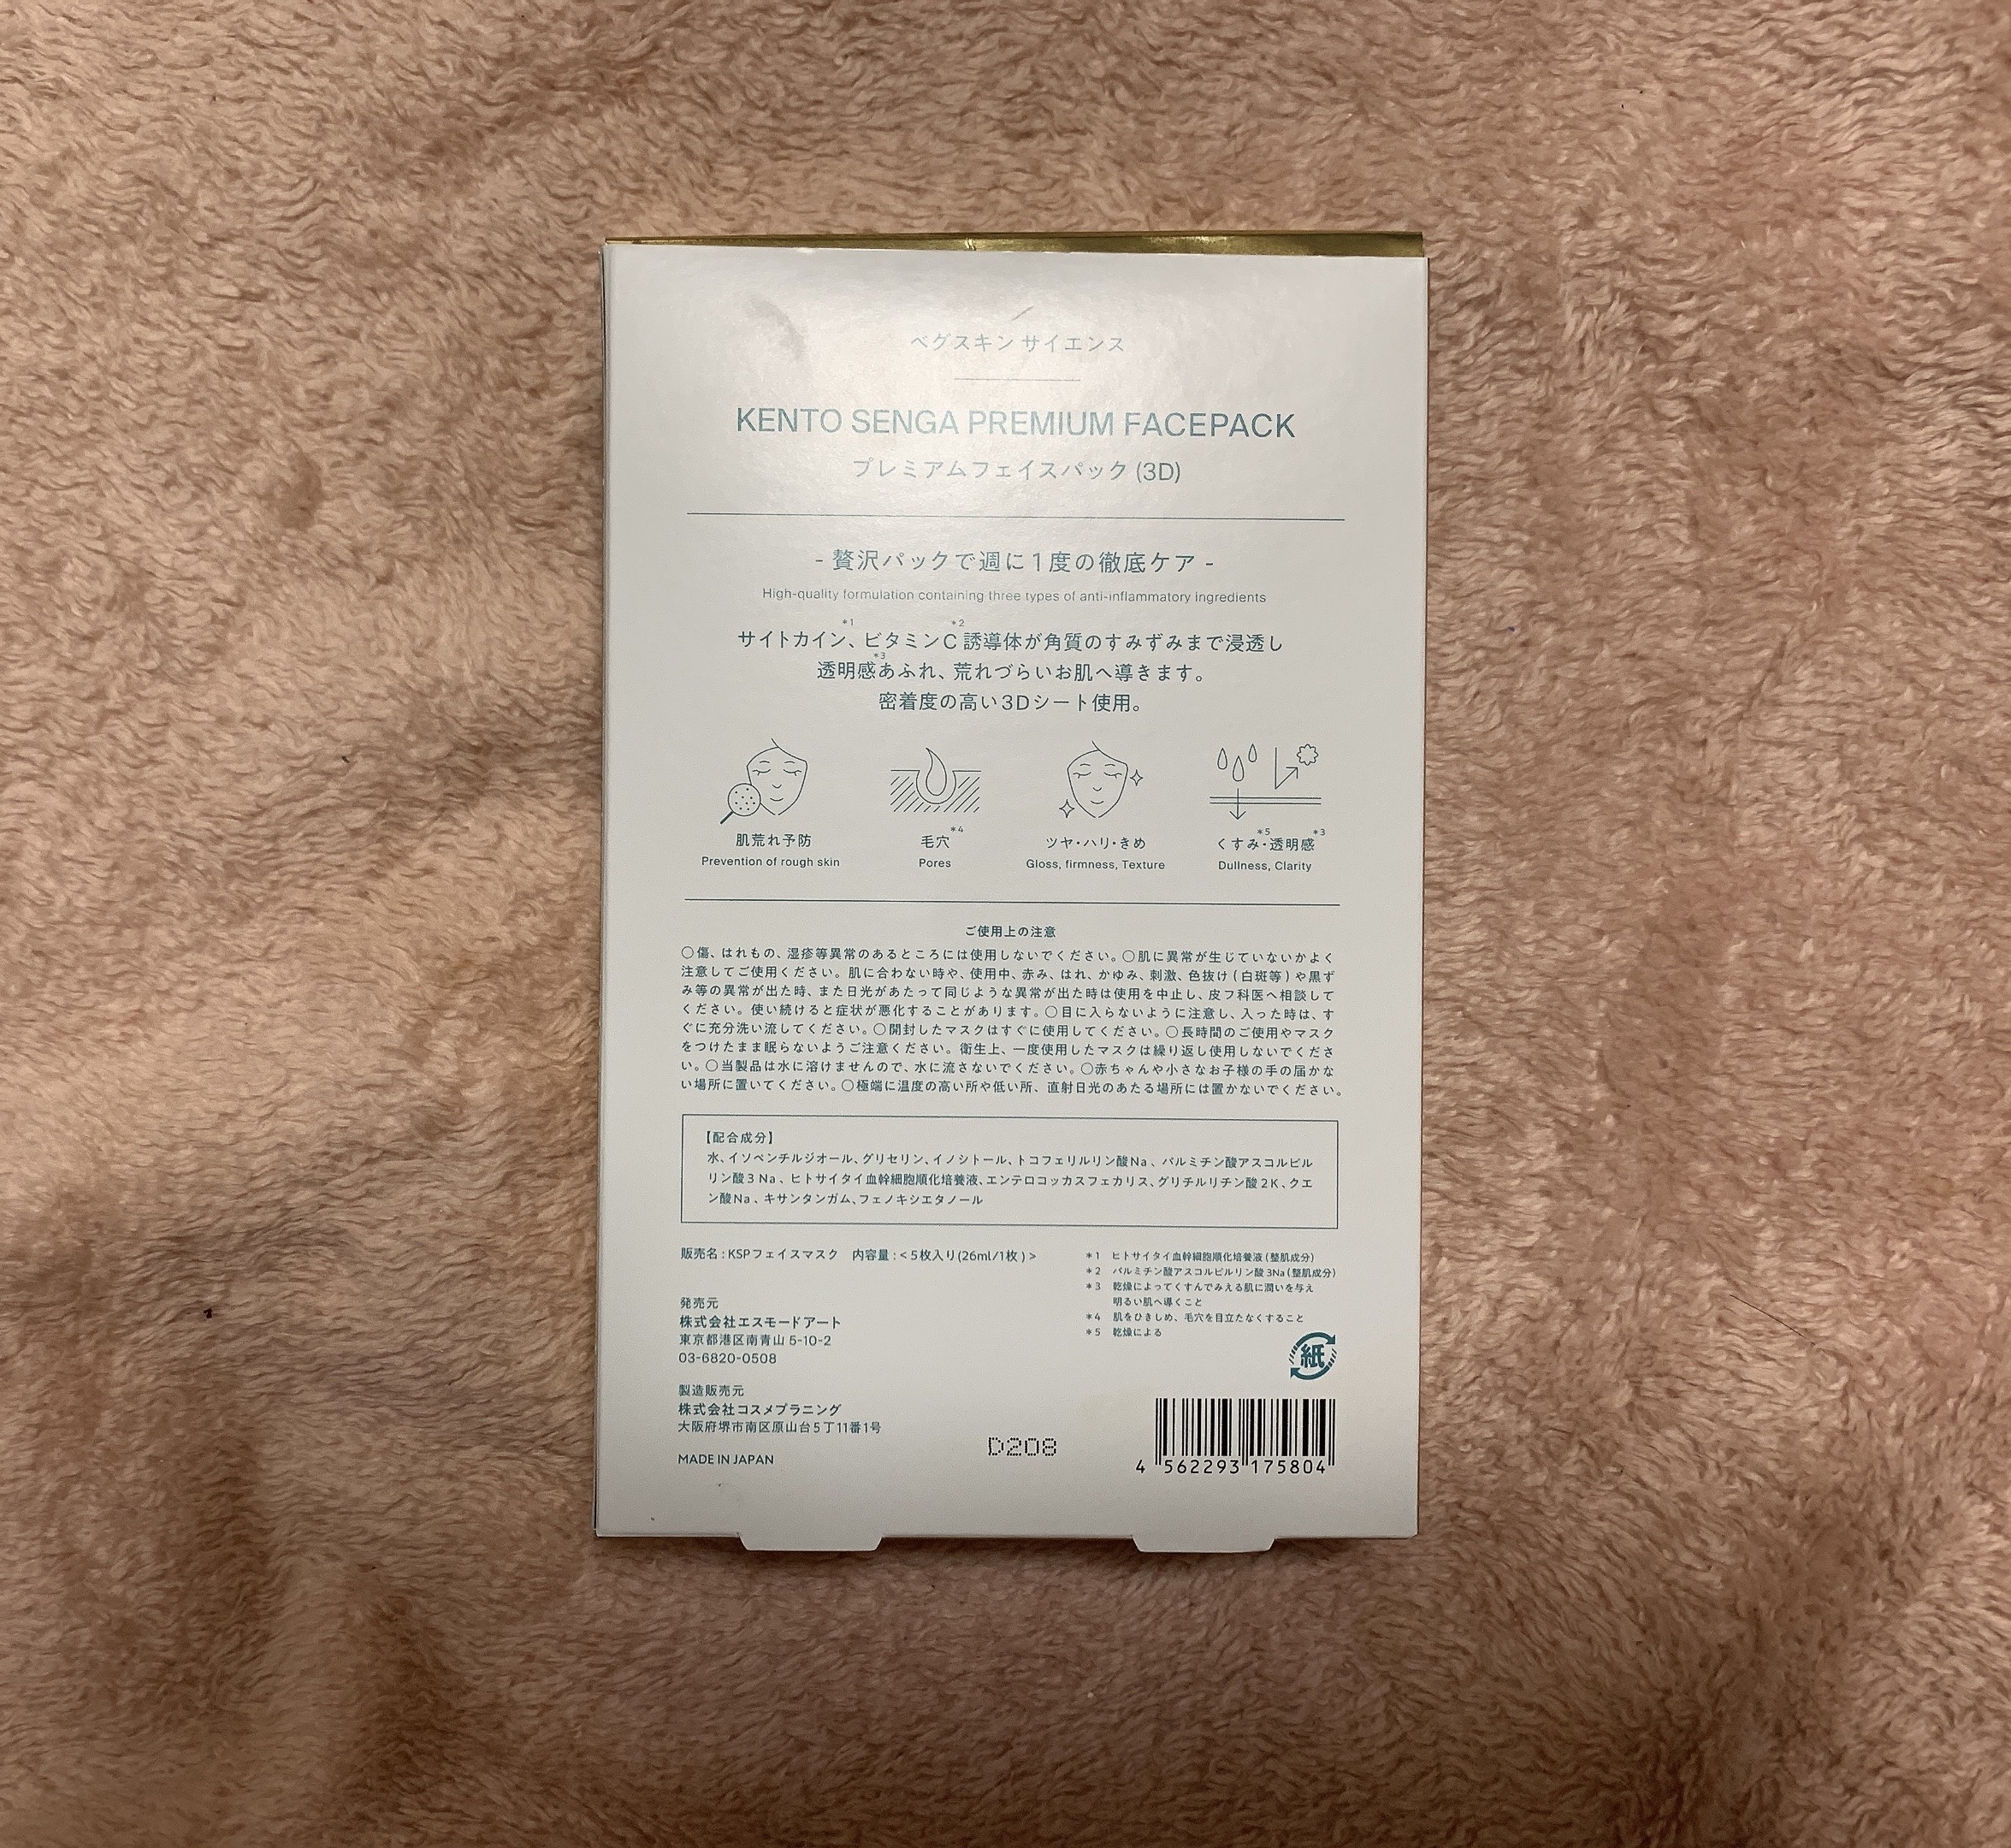 ベグスキン サイエンス
KENTO SENGA PREMIUM FACEPACK
プレミアムフェイスパック (3D)
- 贅沢パックで週に1度の徹底ケア -
High-quality formulation containing three types of anti-inflammatory ingredients
サイトカイン*1、ビタミンC*2誘導体が角質のすみずみまで浸透し
透明感*3あふれ、荒れづらいお肌へ導きます。
密着度の高い3Dシート使用。
肌荒れ予防
Prevention of rough skin
毛穴*4
Pores
ツヤ・ハリ・きめ
Gloss, firmness, Texture
くすみ*5・透明感*3
Dullness, Clarity
ご使用上の注意
○傷、はれもの、湿疹等異常のあるところには使用しないでください。○肌に異常が生じていないかよく
注意してご使用ください。肌に合わない時や、使用中、赤み、はれ、かゆみ、刺激、色抜け(白斑等)や黒ず
み等の異常が出た時、また日光があたって同じような異常が出た時は使用を中止し、皮フ科医へ相談して
ください。使い続けると症状が悪化することがあります。○目に入らないように注意し、入った時は、す
ぐに充分洗い流してください。○開封したマスクはすぐに使用してください。○長時間のご使用やマスク
をつけたまま眠らないようご注意ください。衛生上、一度使用したマスクは繰り返し使用しないでくださ
い。○当製品は水に溶けませんので、水に流さないでください。○赤ちゃんや小さなお子様の手の届かな
い場所に置いてください。○極端に温度の高い所や低い所、直射日光のあたる場所には置かないでください。
【配合成分】
水、イソペンチルジオール、グリセリン、イノシトール、トコフェリルリン酸Na、パルミチン酸アスコルビル
リン酸3Na、ヒトサイタイ血幹細胞順化培養液、エンテロコッカスフェカリス、グリチルリチン酸2K、クエ
ン酸Na、キサンタンガム、フェノキシエタノール
販売名:KSPフェイスマスク 内容量:<5枚入り(26ml/1枚)>
*1 ヒトサイタイ血幹細胞順化培養液(整肌成分)
*2 パルミチン酸アスコルビルリン酸3Na(整肌成分)
*3 乾燥によってくすんでみえる肌に潤いを与え
明るい肌へ導くこと
*4 肌をひきしめ、毛穴を目立たなくすること
*5 乾燥による
発売元
株式会社エスモードアート
東京都港区南青山 5-10-2
03-6820-0508
紙
製造販売元
株式会社コスメプラニング
大阪府堺市南区原山台5丁11番1号
MADE IN JAPAN
D208
4 562293 175804